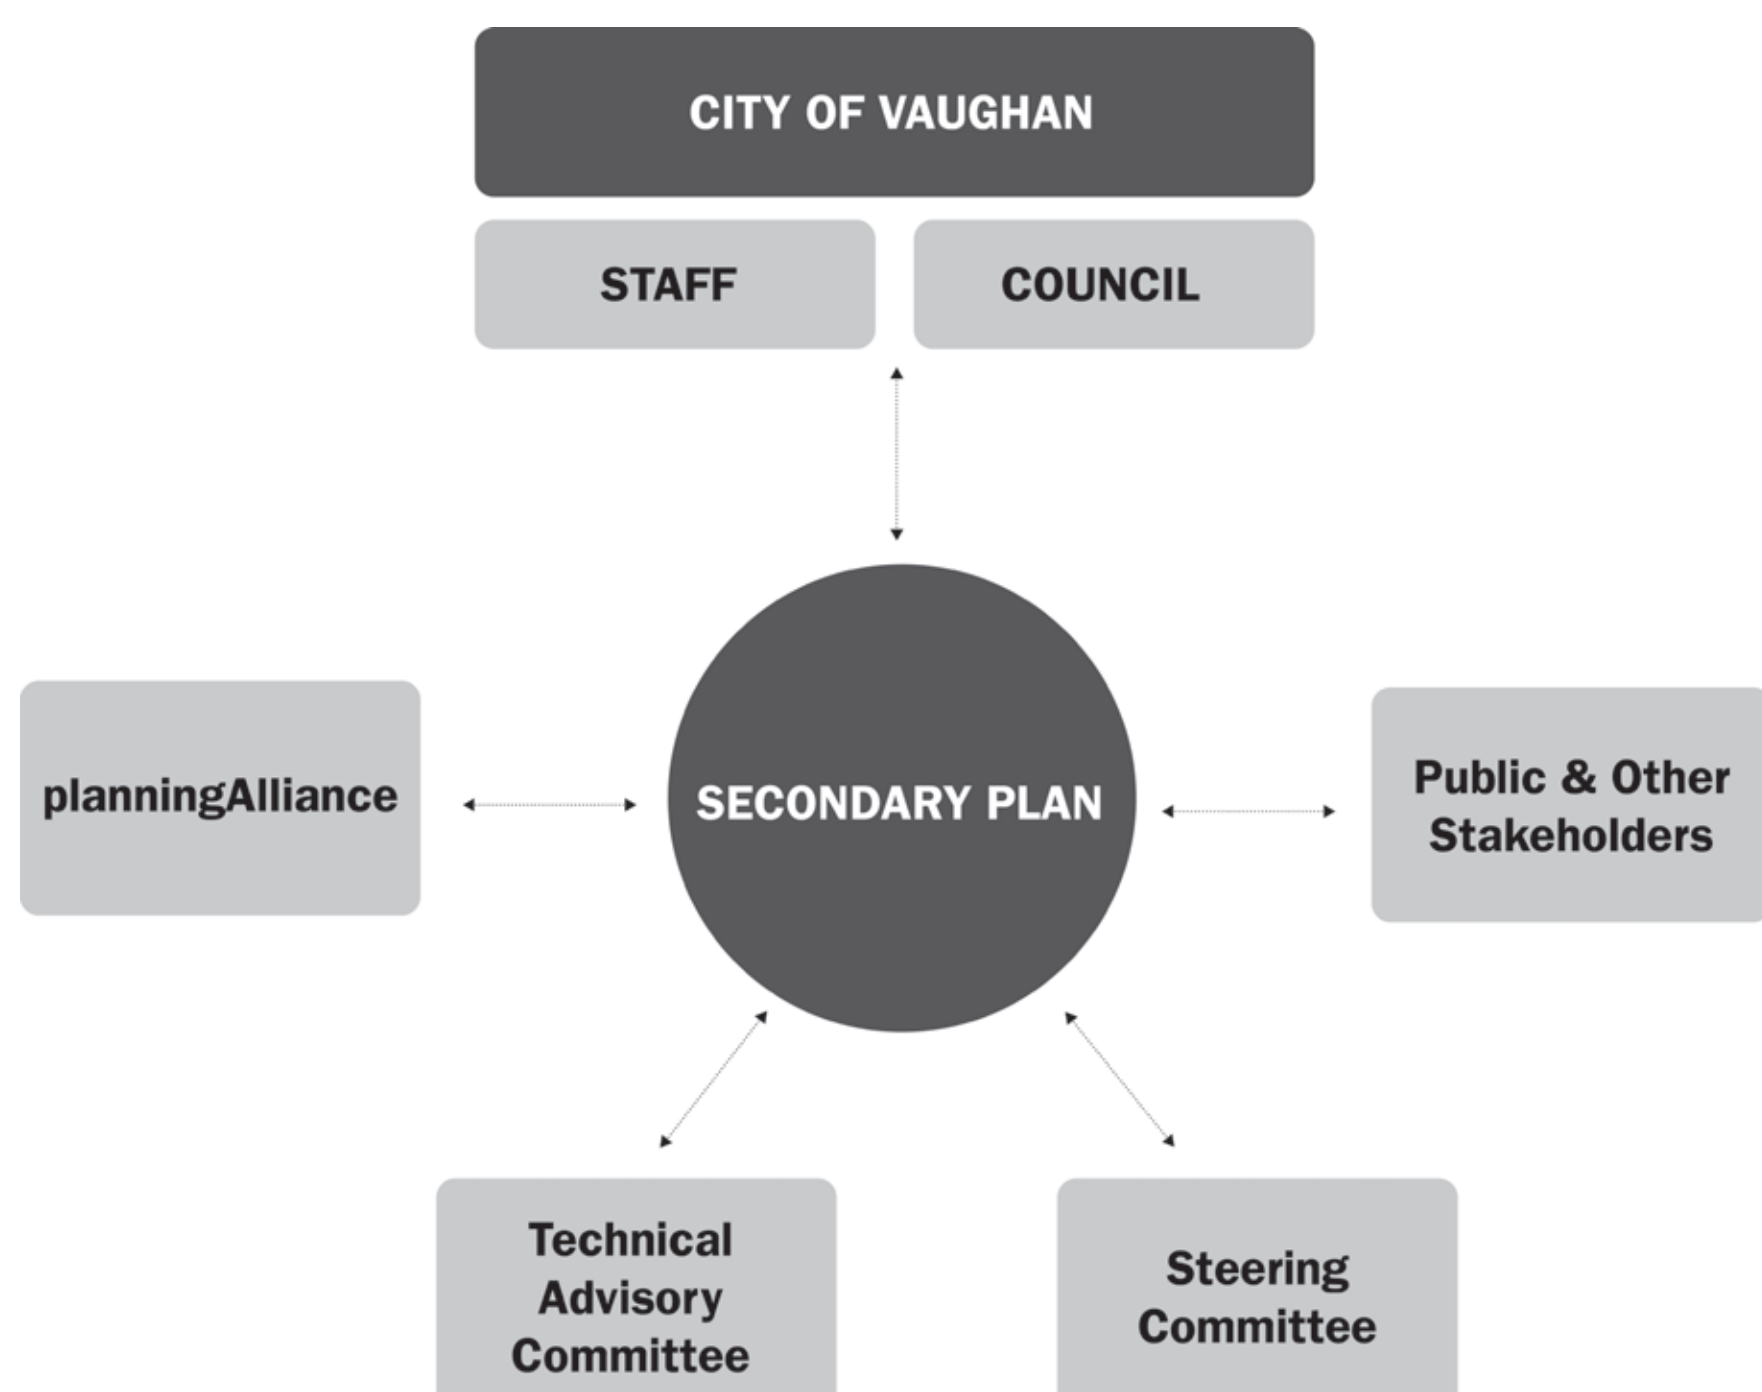 CITY OF VAUGHAN
STAFF
COUNCIL
planningAlliance
SECONDARY PLAN
Public & Other
Stakeholders
Technical
Advisory
Committee
Steering
Committee